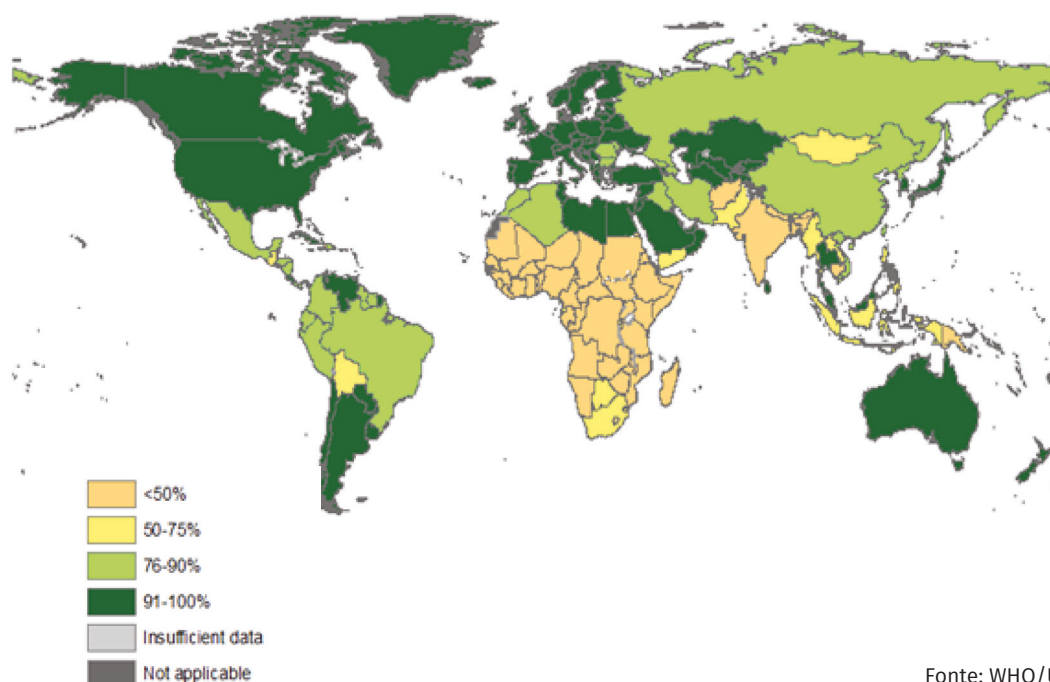 <50%
50-75%
76-90%
91-100%
Insufficient data
Not applicable
Fonte: WHO/U